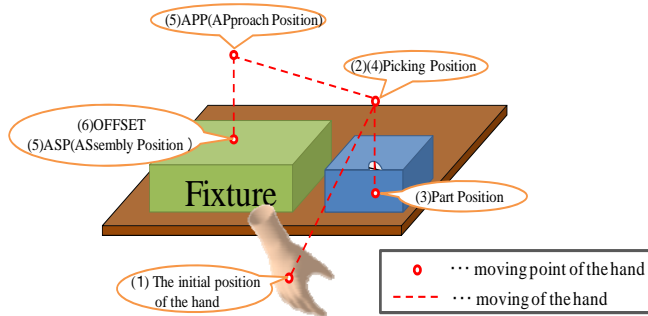 (5)APP(APproach Position)
(2)(4)Picking Position
(6)OFFSET
(5)ASP(ASsembly Position）
Fixture
(3)Part Position
(1) The initial position
of the hand
… moving point of the hand
… moving of the hand